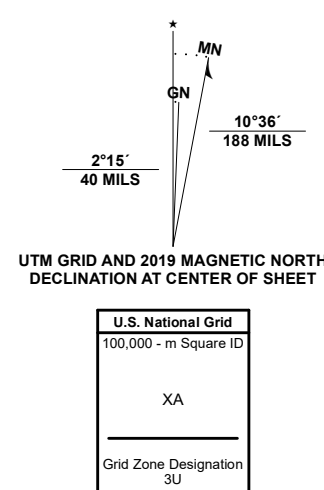 ★
MN
GN
10°36´
188 MILS
2°15´
40 MILS
UTM GRID AND 2019 MAGNETIC NORTH
DECLINATION AT CENTER OF SHEET
U.S. National Grid
100,000 - m Square ID
XA
Grid Zone Designation
3U